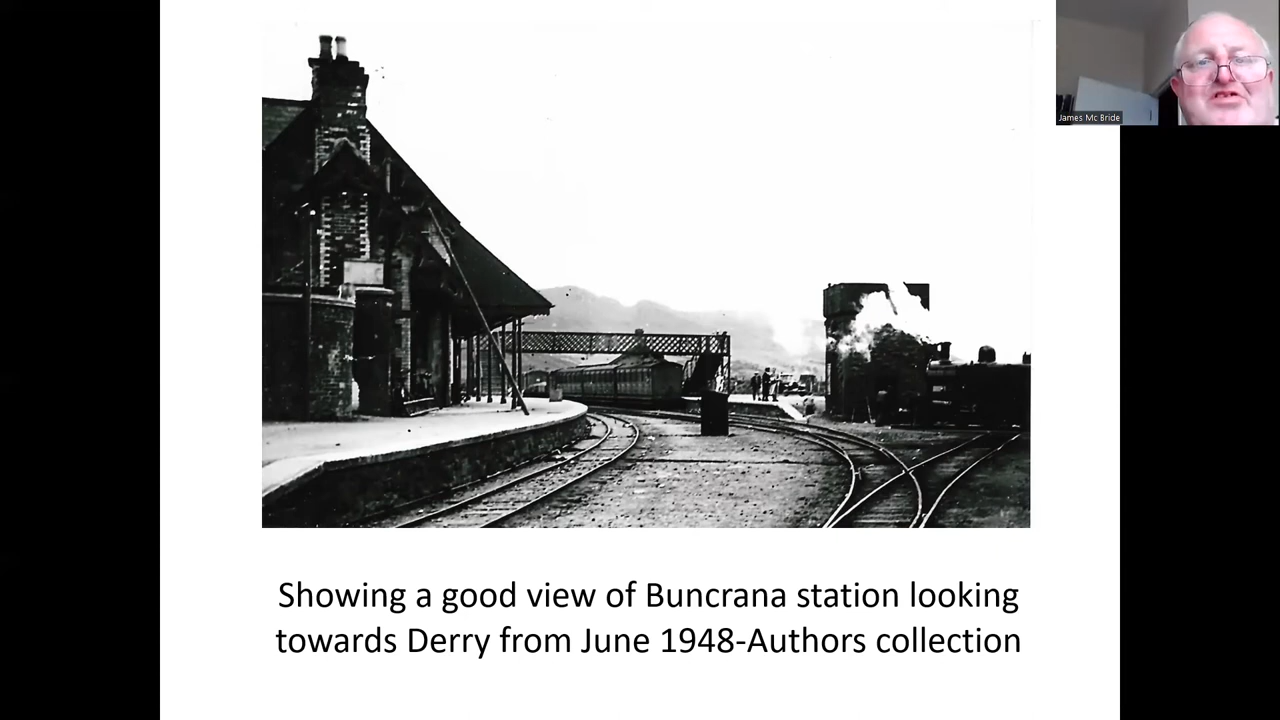 James Mc Bride
Showing a good view of Buncrana station looking
towards Derry from June 1948-Authors collection